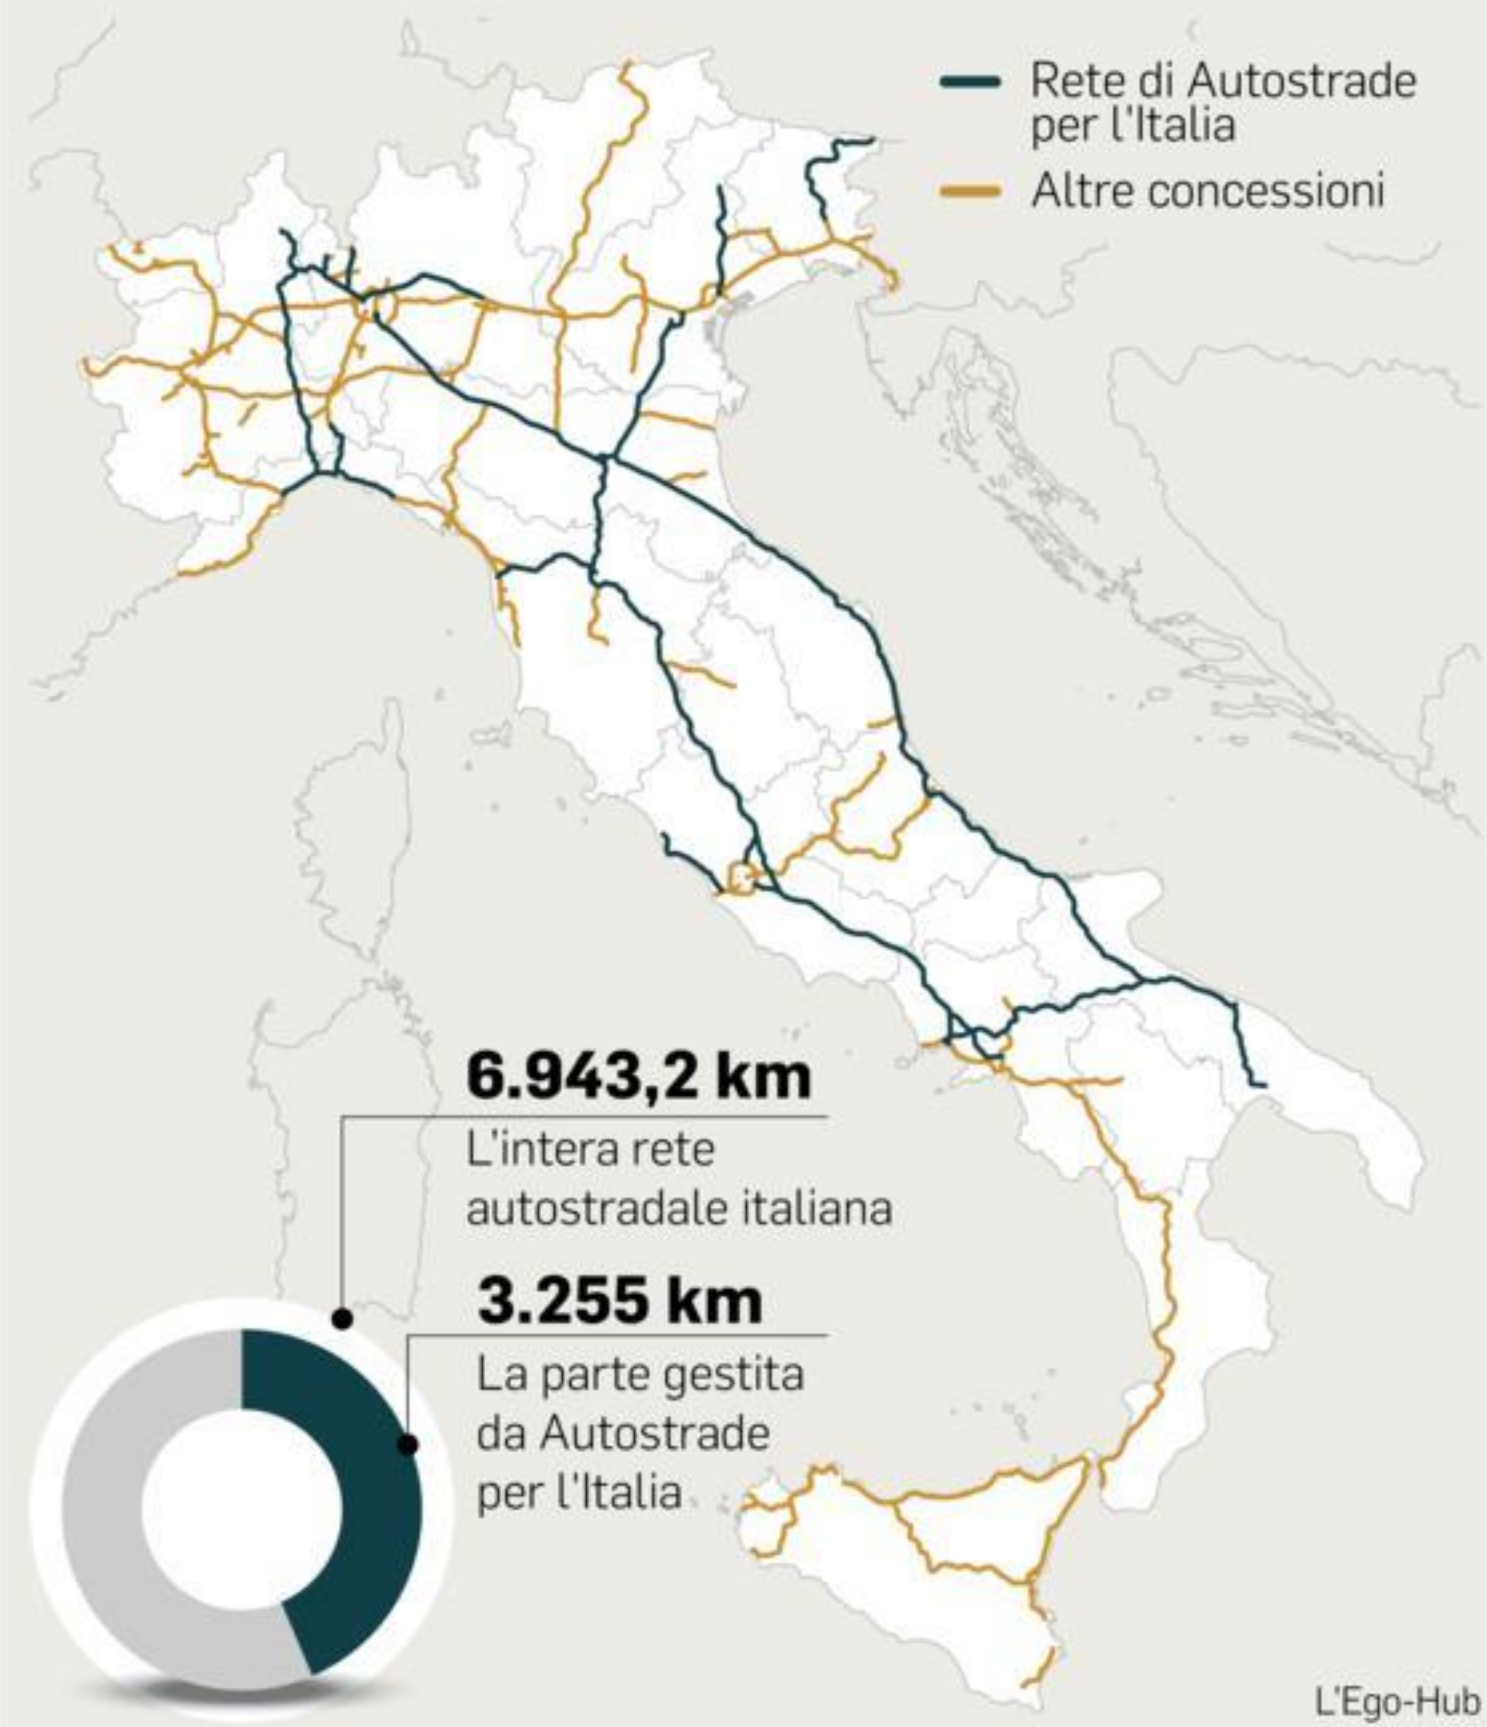 Rete di Autostrade
per l'Italia
Altre concessioni
6.943,2 km
L'intera rete
autostradale italiana
3.255 km
La parte gestita
da Autostrade
per l'Italia
L'Ego-Hub